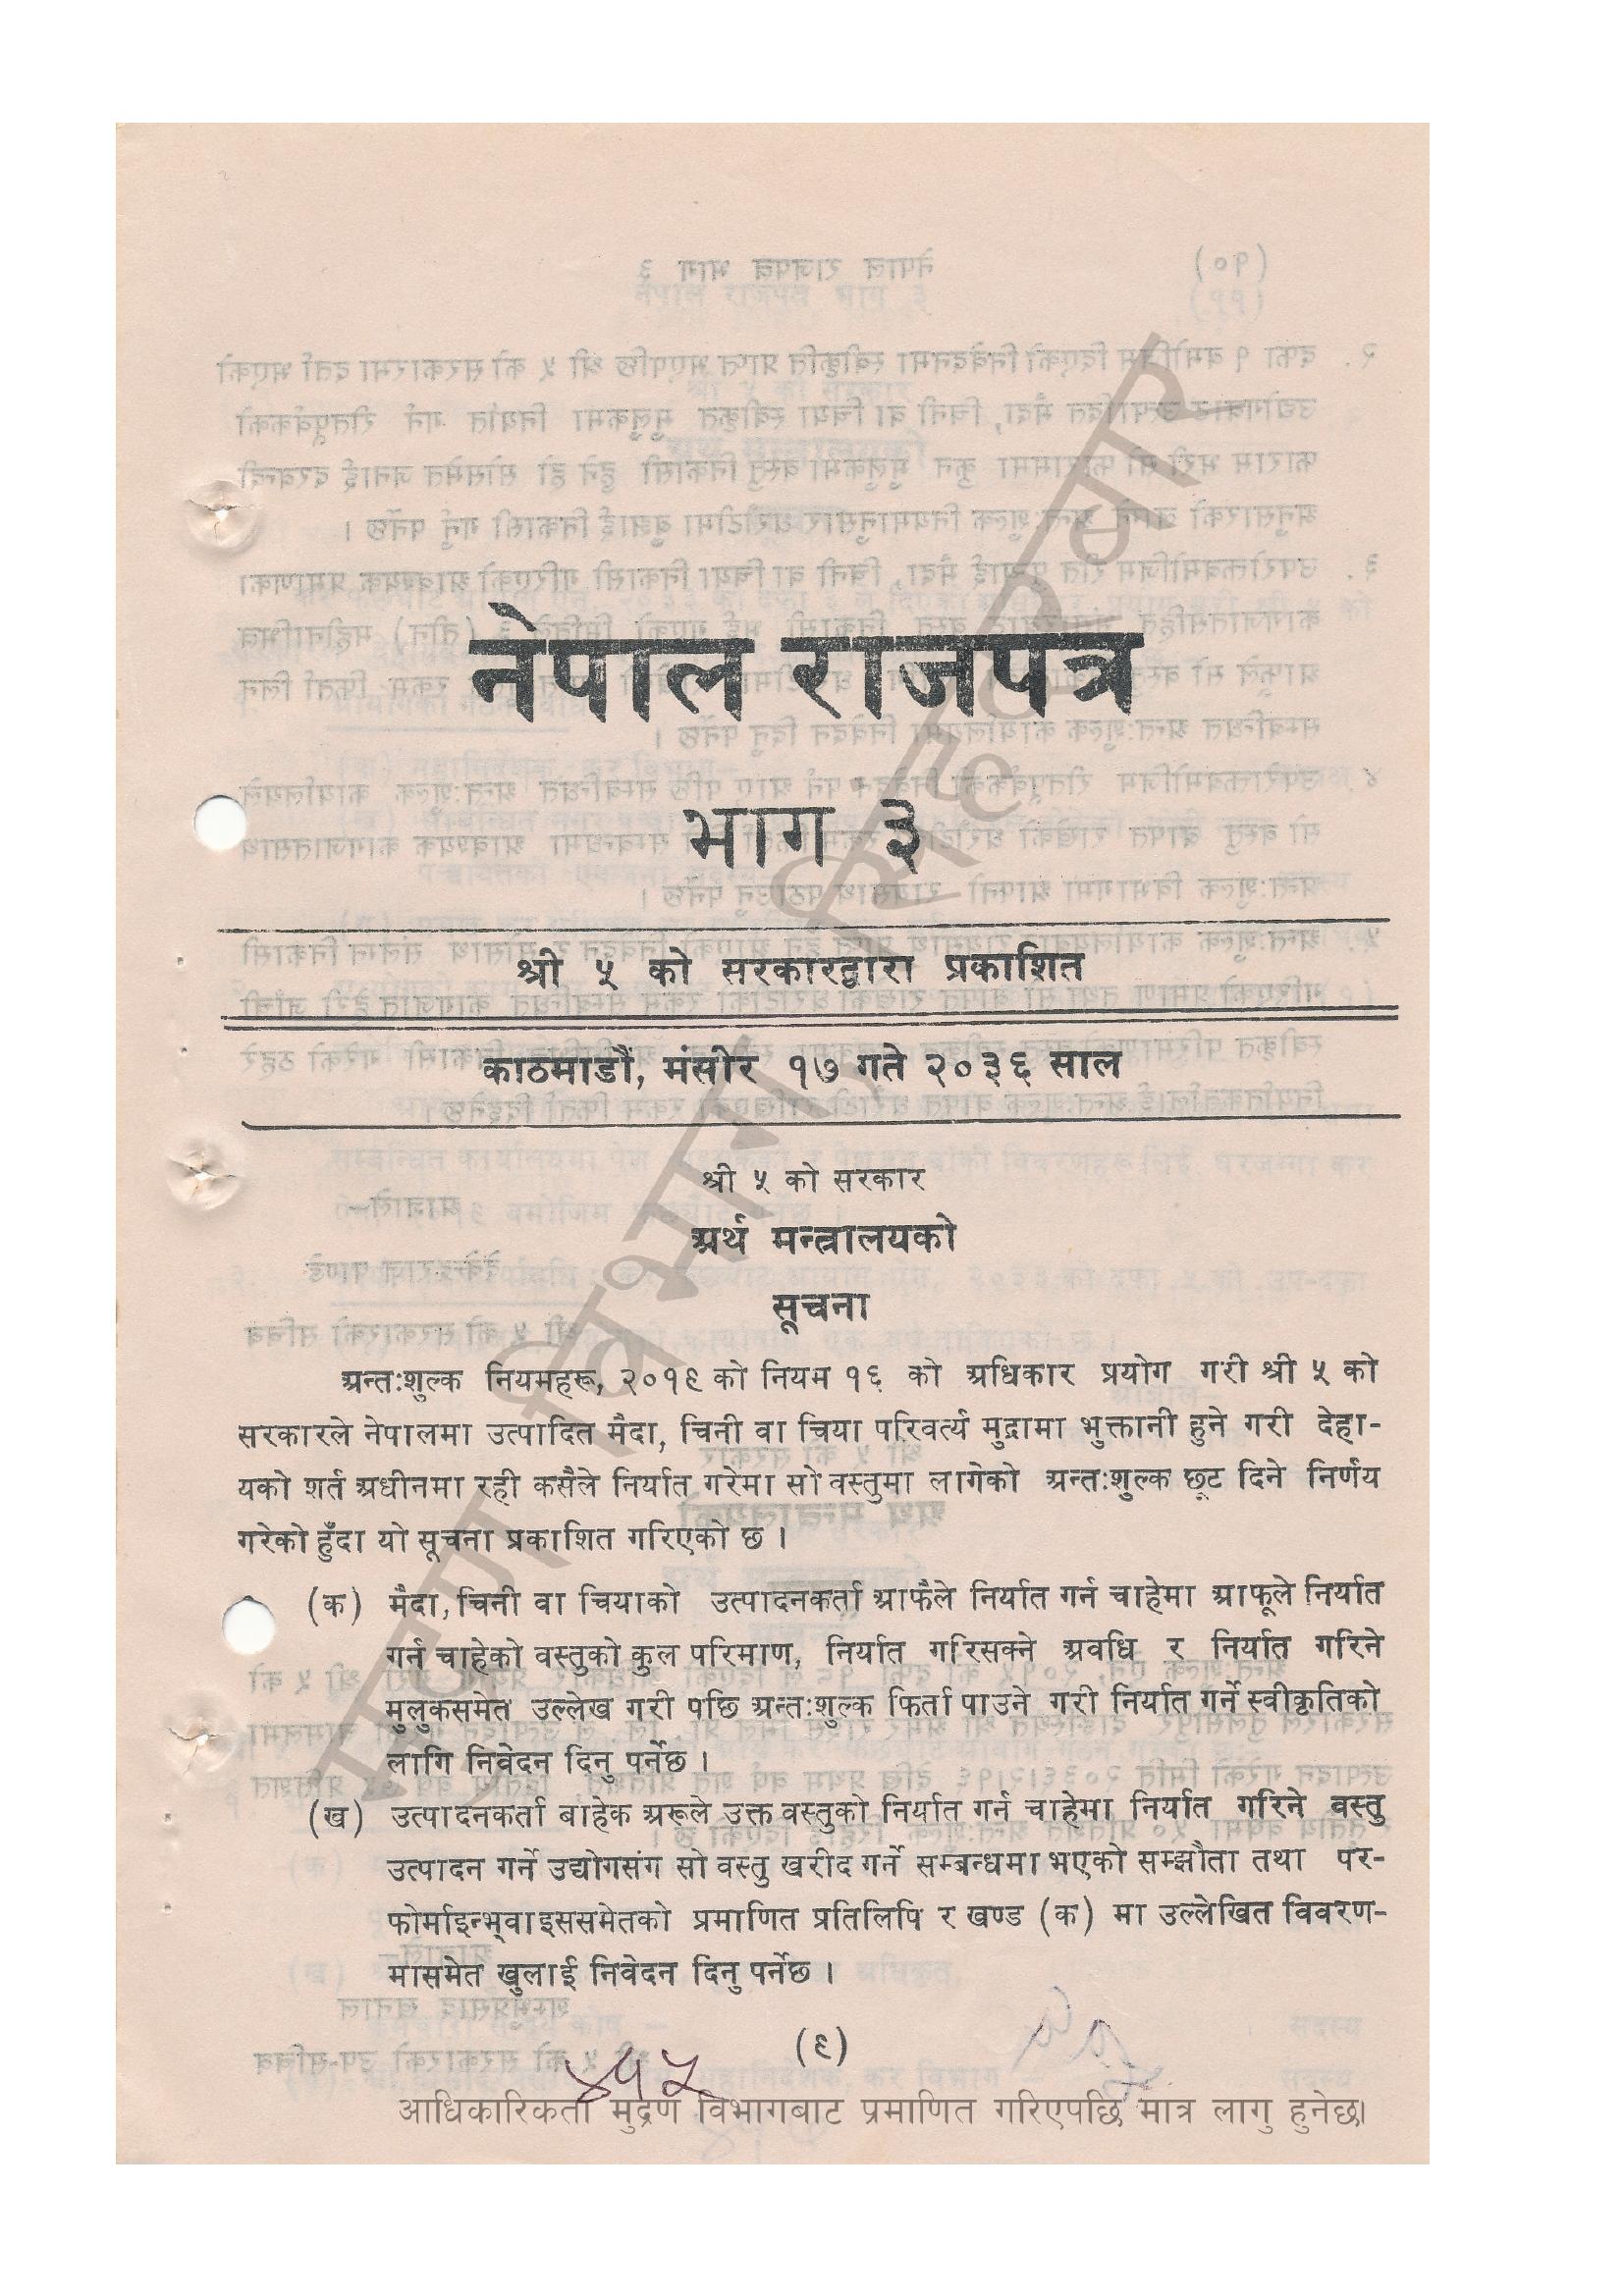 नेपाल राजपत्र
भाग ३
श्री ५ को सरकारद्वारा प्रकाशित
काठमाडौं, मंसीर १७ गते २०३६ साल
श्री ५ को सरकार
अर्थ मन्त्रालयको
सूचना
अन्त:शुल्क नियमहरू, २०१९ को नियम १६ को अधिकार प्रयोग गरी श्री ५ को
सरकारले नेपालमा उत्पादित मैदा, चिनी वा चिया परिवर्त्य मुद्रामा भुक्तानी हुने गरी देहा-
यको शर्त अधीनमा रही कसैले निर्यात गरेमा सो वस्तुमा लागेको अन्त:शुल्क छूट दिने निर्णय
गरेको हुँदा यो सूचना प्रकाशित गरिएको छ ।
(क) मैदा, चिनी वा चियाको उत्पादनकर्ता आफैले निर्यात गर्न चाहेमा आफूले निर्यात
गर्न चाहेको वस्तुको कुल परिमाण, निर्यात गरिसक्ने अवधि र निर्यात गरिने
मुलुकसमेत उल्लेख गरी पछि अन्त:शुल्क फिर्ता पाउने गरी निर्यात गर्ने स्वीकृतिको
लागि निवेदन दिनु पर्नेछ ।
(ख) उत्पादनकर्ता बाहेक अरूले उक्त वस्तुको निर्यात गर्न चाहेमा निर्यात गरिने वस्तु
उत्पादन गर्ने उद्योगसंग सो वस्तु खरीद गर्ने सम्बन्धमा भएको सम्झौता तथा पर-
फोर्माइन्भ्वाइससमेतको प्रमाणित प्रतिलिपि र खण्ड (क) मा उल्लेखित विवरण-
मासमेत खुलाई निवेदन दिनु पर्नेछ ।
(९)
४१५
आधिकारिकता मुद्रण विभागबाट प्रमाणित गरिएपछि मात्र लागु हुनेछ।